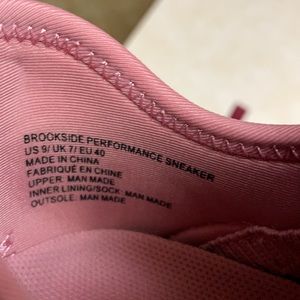 BROOKSIDE PERFORMANCE SNEAKER
US 9/ UK 7/ EU 40
MADE IN CHINA
FABRIQUÉ EN CHINE
UPPER: MAN MADE
INNER LINING/SOCK: MAN MADE
OUTSOLE: MAN MADE